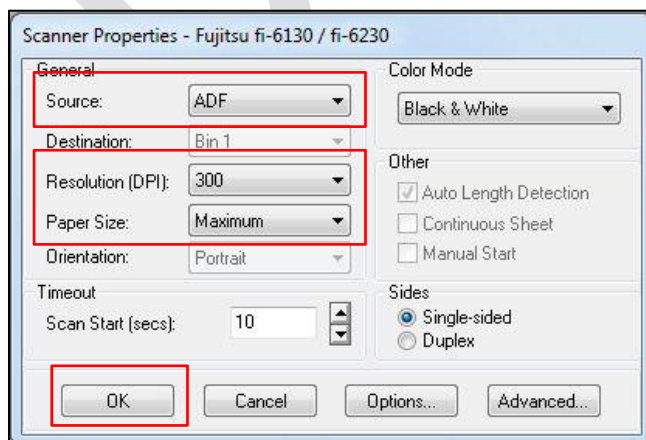 Scanner Properties - Fujitsu fi-6130 / fi-6230
General
Source: ADF
Destination: Bin 1
Resolution (DPI): 300
Paper Size: Maximum
Orientation: Portrait
Timeout
Scan Start (secs): 10
Color Mode
Black & White
Other
Auto Length Detection
Continuous Sheet
Manual Start
Sides
Single-sided
Duplex
OK Cancel Options... Advanced...